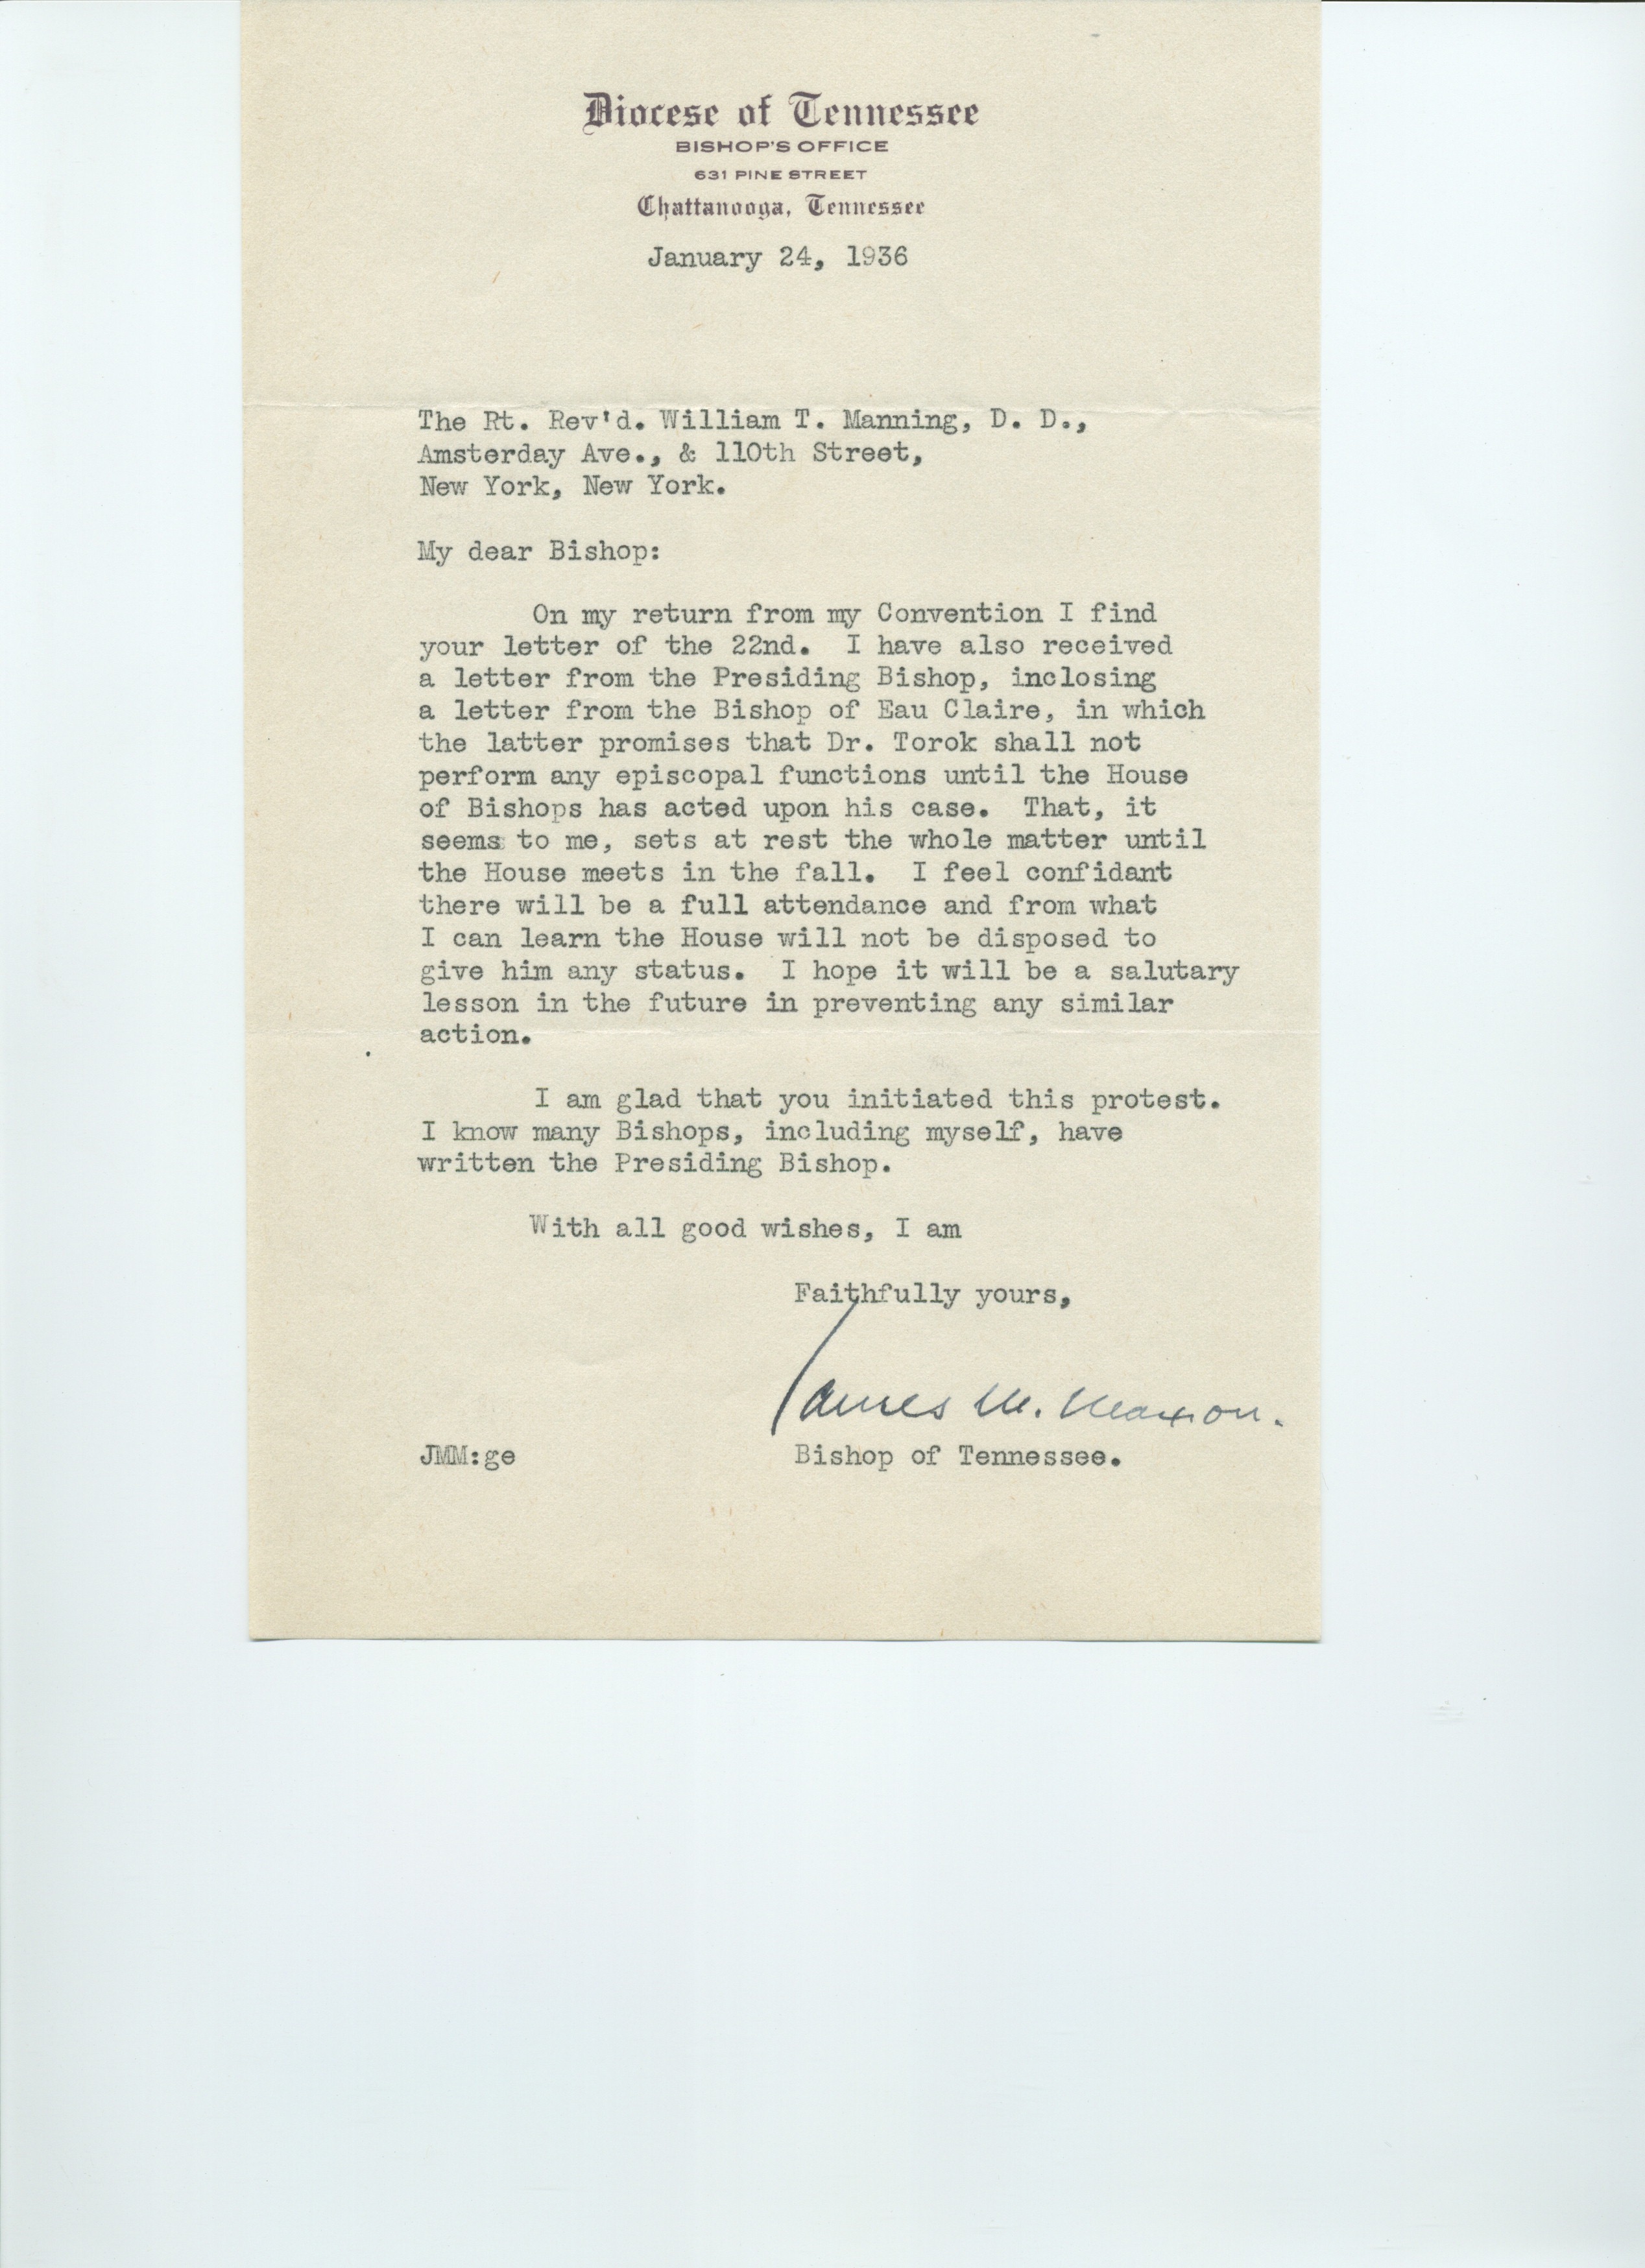 Diocese of Tennessee
BISHOP'S OFFICE
631 PINE STREET
Chattanooga, Tennessee
January 24, 1936
The Rt. Rev'd. William T. Manning, D. D.,
Amsterday Ave., & 110th Street,
New York, New York.
My dear Bishop:
On my return from my Convention I find
your letter of the 22nd. I have also received
a letter from the Presiding Bishop, inclosing
a letter from the Bishop of Eau Claire, in which
the latter promises that Dr. Torok shall not
perform any episcopal functions until the House
of Bishops has acted upon his case. That, it
seems to me, sets at rest the whole matter until
the House meets in the fall. I feel confidant
there will be a full attendance and from what
I can learn the House will not be disposed to
give him any status. I hope it will be a salutary
lesson in the future in preventing any similar
action.
I am glad that you initiated this protest.
I know many Bishops, including myself, have
written the Presiding Bishop.
With all good wishes, I am
Faithfully yours,
James M. Maxon.
JMM:ge Bishop of Tennessee.